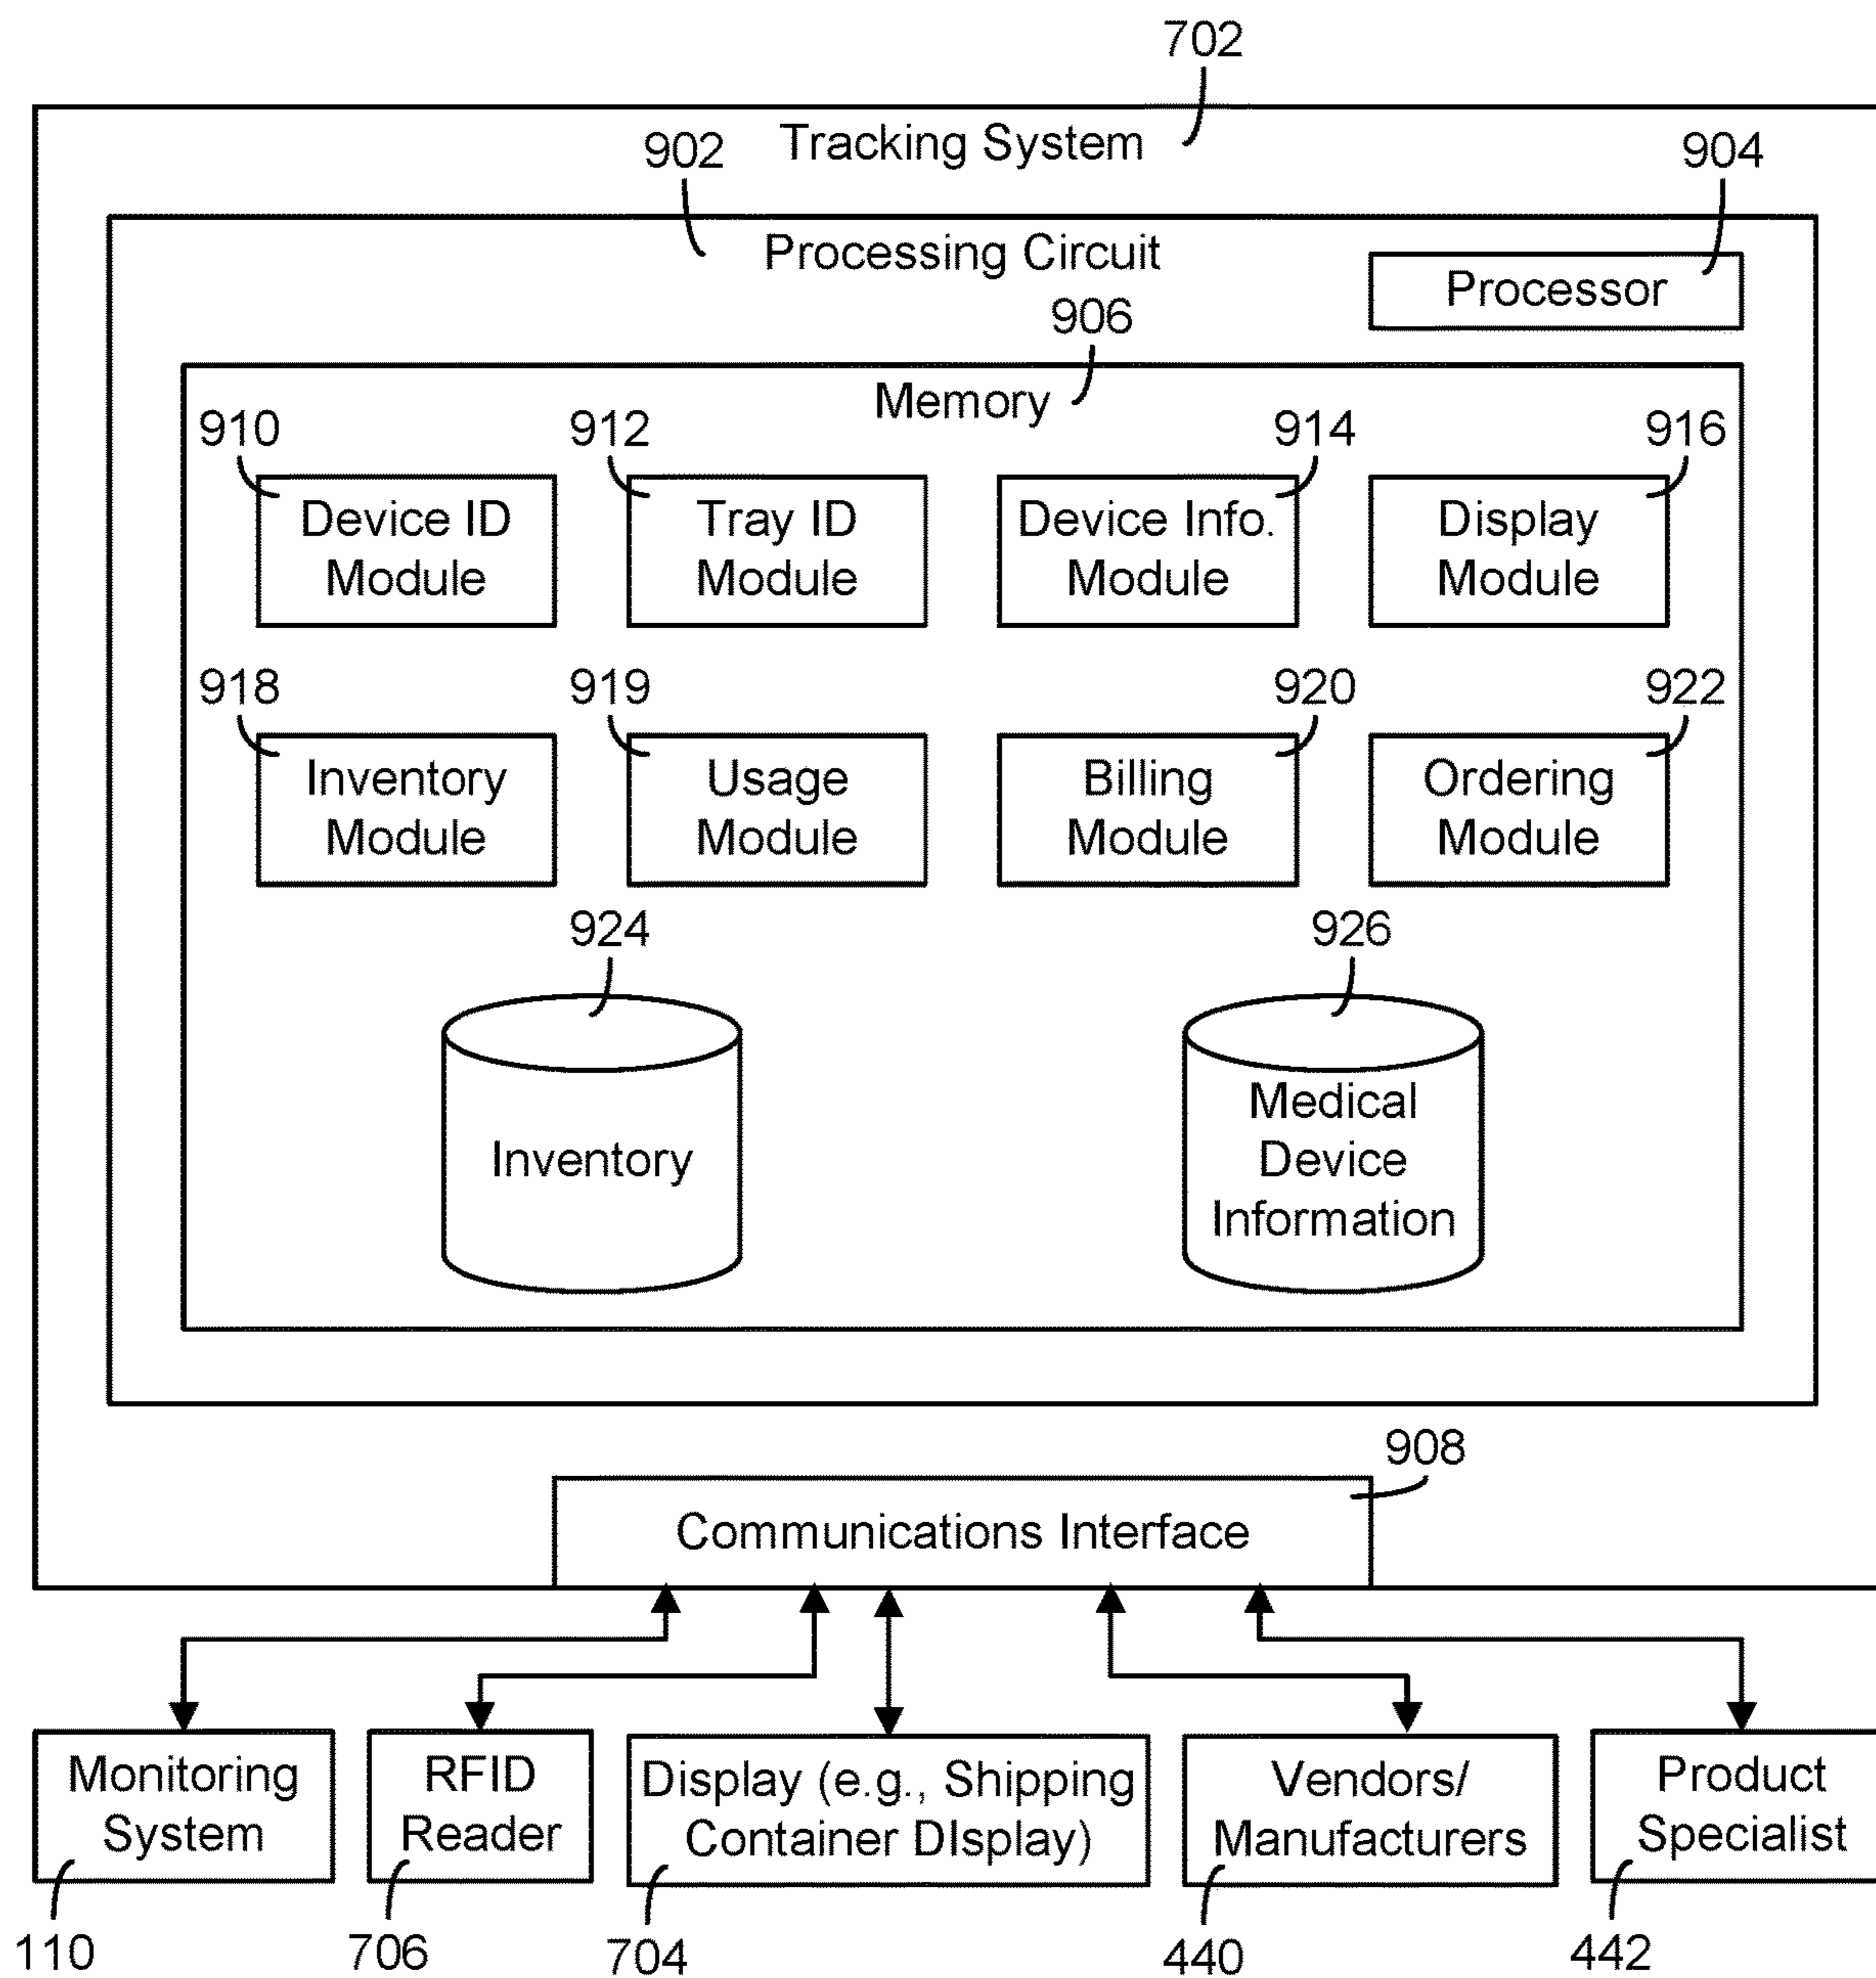 702
Tracking System
902
904
Processing Circuit
Processor
906
Memory
910
912
914
916
Device ID
Module
Tray ID
Module
Device Info.
Module
Display
Module
918
919
920
922
Inventory
Module
Usage
Module
Billing
Module
Ordering
Module
924
926
Inventory
Medical
Device
Information
908
Communications Interface
Monitoring
System
RFID
Reader
Display (e.g., Shipping
Container DIsplay)
Vendors/
Manufacturers
Product
Specialist
110
706
704
440
442